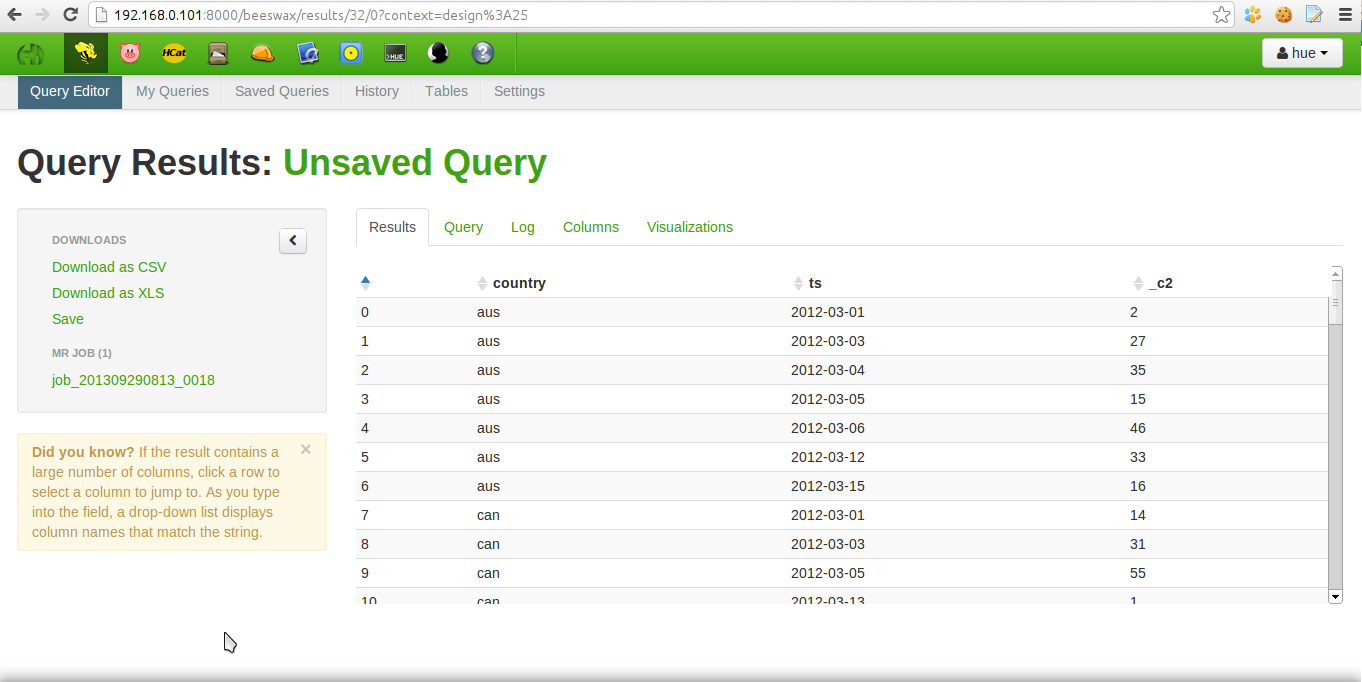 192.168.0.101:8000/beeswax/results/32/0?context=design%3A25
HCat
>HUE
?
hue
Query Editor My Queries Saved Queries History Tables Settings
Query Results: Unsaved Query
DOWNLOADS
Download as CSV
Download as XLS
Save
MR JOB (1)
job_201309290813_0018
Did you know? If the result contains a
large number of columns, click a row to
select a column to jump to. As you type
into the field, a drop-down list displays
column names that match the string.
×
Results Query Log Columns Visualizations
country ts _c2
0 aus 2012-03-01 2
1 aus 2012-03-03 27
2 aus 2012-03-04 35
3 aus 2012-03-05 15
4 aus 2012-03-06 46
5 aus 2012-03-12 33
6 aus 2012-03-15 16
7 can 2012-03-01 14
8 can 2012-03-03 31
9 can 2012-03-05 55
10 can 2012-03-13 1